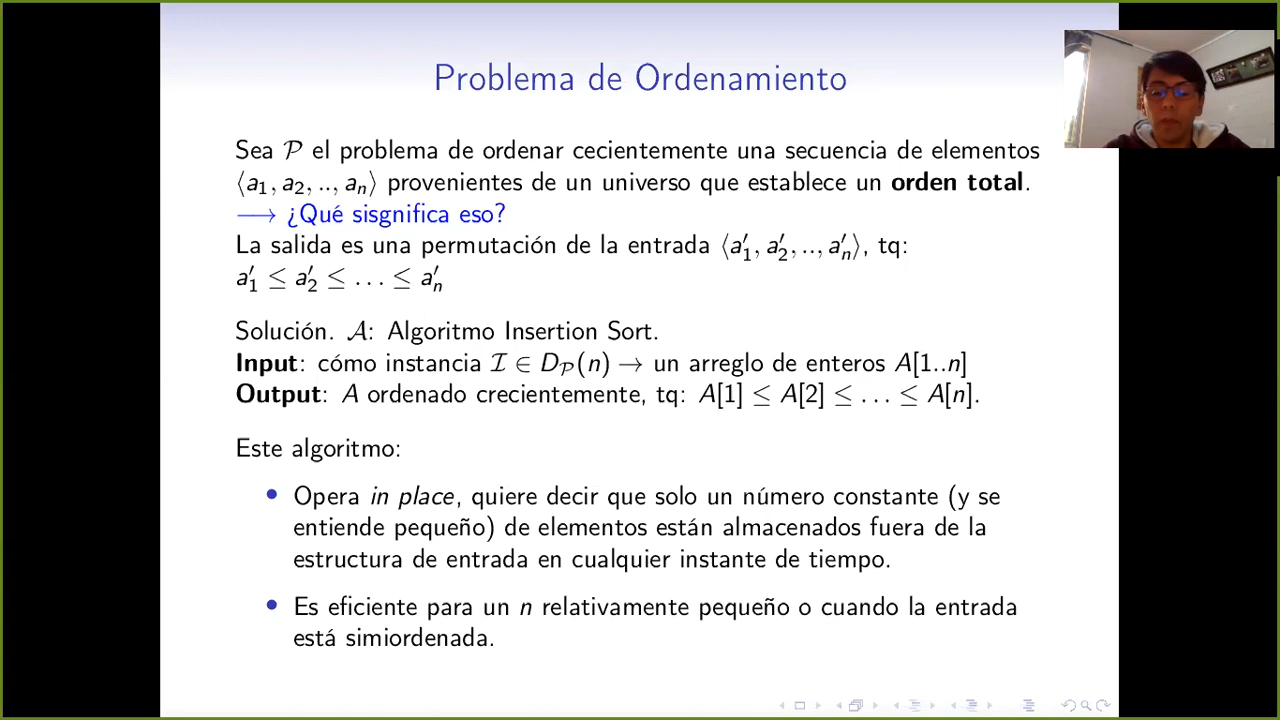 Problema de Ordenamiento
Sea 𝒫 el problema de ordenar cecientemente una secuencia de elementos
⟨a₁, a₂, .., aₙ⟩ provenientes de un universo que establece un orden total.
⟶ ¿Qué sisgnifica eso?
La salida es una permutación de la entrada ⟨a′₁, a′₂, .., a′ₙ⟩, tq:
a′₁ ≤ a′₂ ≤ . . . ≤ a′ₙ
Solución. 𝒜: Algoritmo Insertion Sort.
Input: cómo instancia ℐ ∈ D_𝒫(n) → un arreglo de enteros A[1..n]
Output: A ordenado crecientemente, tq: A[1] ≤ A[2] ≤ . . . ≤ A[n].
Este algoritmo:
• Opera in place, quiere decir que solo un número constante (y se
entiende pequeño) de elementos están almacenados fuera de la
estructura de entrada en cualquier instante de tiempo.
• Es eficiente para un n relativamente pequeño o cuando la entrada
está simiordenada.